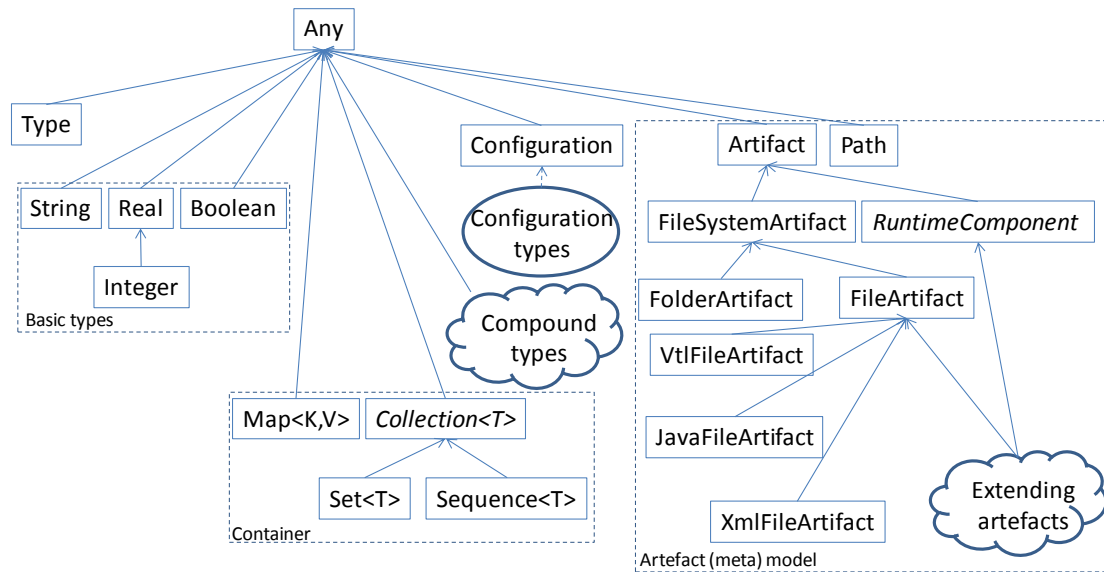 Any
Type
Configuration
Artifact
Path
String
Real
Boolean
Configuration
types
FileSystemArtifact
RuntimeComponent
Integer
Basic types
FolderArtifact
FileArtifact
Compound
types
VtlFileArtifact
Map<K,V>
Collection<T>
JavaFileArtifact
Set<T>
Sequence<T>
Container
XmlFileArtifact
Extending
artefacts
Artefact (meta) model